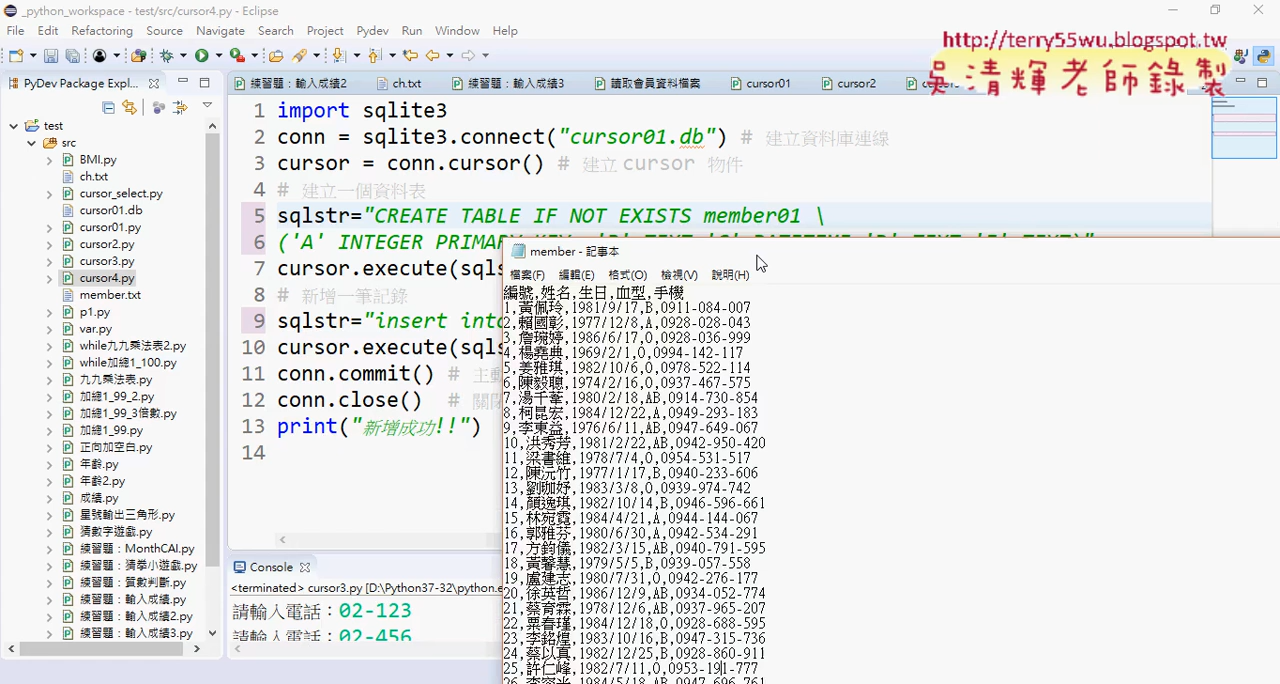 _python_workspace - test/src/cursor4.py - Eclipse
File Edit Refactoring Source Navigate Search Project Pydev Run Window Help
http://terry55wu.blogspot.tw
吳清輝老師錄製
PyDev Package Expl...
練習題：輸入成績2
ch.txt
練習題：輸入成績3
讀取會員資料檔案
cursor01
cursor2
test
src
BMI.py
ch.txt
cursor_select.py
cursor01.db
cursor01.py
cursor2.py
cursor3.py
cursor4.py
member.txt
p1.py
var.py
while九九乘法表2.py
while加總1_100.py
九九乘法表.py
加總1_99_2.py
加總1_99_3倍數.py
加總1_99.py
正向加空白.py
年齡.py
年齡2.py
成績.py
星號輸出三角形.py
猜數字遊戲.py
練習題：MonthCAl.py
練習題：猜拳小遊戲.py
練習題：質數判斷.py
練習題：輸入成績.py
練習題：輸入成績2.py
練習題：輸入成績3.py
1 import sqlite3
2 conn = sqlite3.connect("cursor01.db") # 建立資料庫連線
3 cursor = conn.cursor() # 建立 cursor 物件
4 # 建立一個資料表
5 sqlstr="CREATE TABLE IF NOT EXISTS member01 \
6 ('A' INTEGER PRIMARY
7 cursor.execute(sqls
8 # 新增一筆記錄
9 sqlstr="insert into
10 cursor.execute(sqls
11 conn.commit() # 主動
12 conn.close() # 關閉
13 print("新增成功!!")
14
Console
<terminated> cursor3.py [D:\Python37-32\python.e
請輸入電話：02-123
請輸入電話：02-456
member - 記事本
檔案(F) 編輯(E) 格式(O) 檢視(V) 說明(H)
編號,姓名,生日,血型,手機
1,黃佩玲,1981/9/17,B,0911-084-007
2,賴國彰,1977/12/8,A,0928-028-043
3,詹琬婷,1986/6/17,O,0928-036-999
4,楊堯典,1969/2/1,O,0994-142-117
5,姜雅琪,1982/10/6,O,0978-522-114
6,陳毅聰,1974/2/16,O,0937-467-575
7,湯千荤,1980/2/18,AB,0914-730-854
8,柯昆宏,1984/12/22,A,0949-293-183
9,李東益,1976/6/11,AB,0947-649-067
10,洪秀芳,1981/2/22,AB,0942-950-420
11,梁書維,1978/7/4,O,0954-531-517
12,陳沅竹,1977/1/17,B,0940-233-606
13,劉珈妤,1983/3/8,O,0939-974-742
14,顏逸琪,1982/10/14,B,0946-596-661
15,林宛霓,1984/4/21,A,0944-144-067
16,郭雅芬,1980/6/30,A,0942-534-291
17,方鈞儀,1982/3/15,AB,0940-791-595
18,黃馨慧,1979/5/5,B,0939-057-558
19,盧建志,1980/7/31,O,0942-276-177
20,徐英哲,1986/12/9,AB,0934-052-774
21,蔡育霖,1978/12/6,AB,0937-965-207
22,粟春瑾,1984/12/18,O,0928-688-595
23,李銘煌,1983/10/16,B,0947-315-736
24,蔡以真,1982/12/25,B,0928-860-911
25,許仁峰,1982/7/11,O,0953-191-777